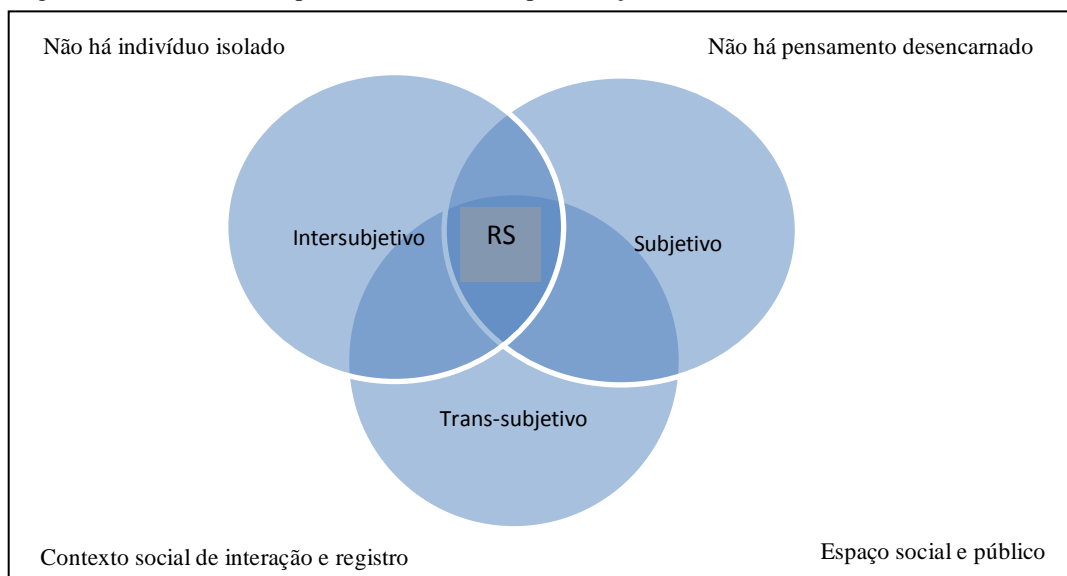 Não há indivíduo isolado
Não há pensamento desencarnado
Intersubjetivo
RS
Subjetivo
Trans-subjetivo
Contexto social de interação e registro
Espaço social e público